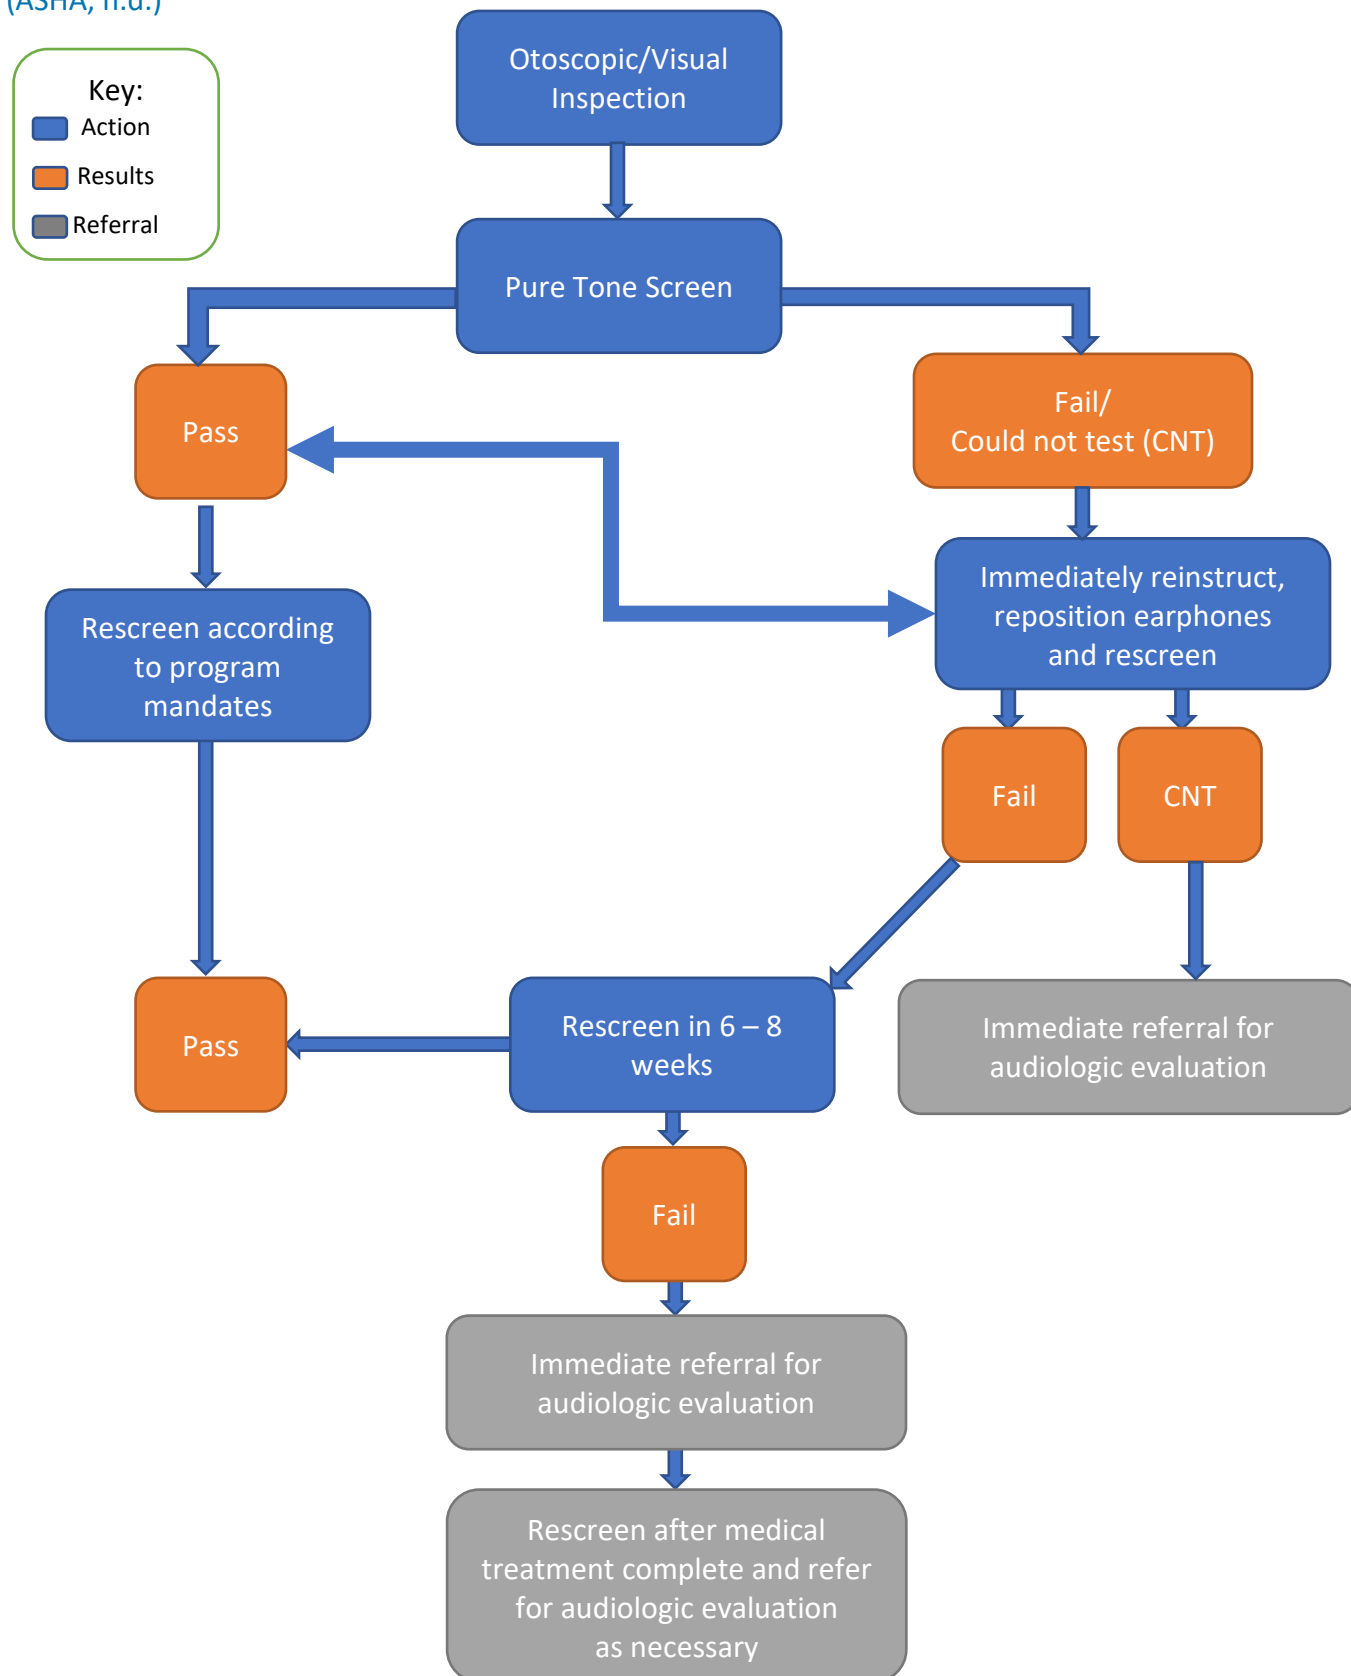 (ASHA, n.d.)
Key:
Action
Results
Referral
Otoscopic/Visual
Inspection
Pure Tone Screen
Pass
Fail/
Could not test (CNT)
Rescreen according
to program
mandates
Immediately reinstruct,
reposition earphones
and rescreen
Fail
CNT
Pass
Rescreen in 6 – 8
weeks
Immediate referral for
audiologic evaluation
Fail
Immediate referral for
audiologic evaluation
Rescreen after medical
treatment complete and refer
for audiologic evaluation
as necessary